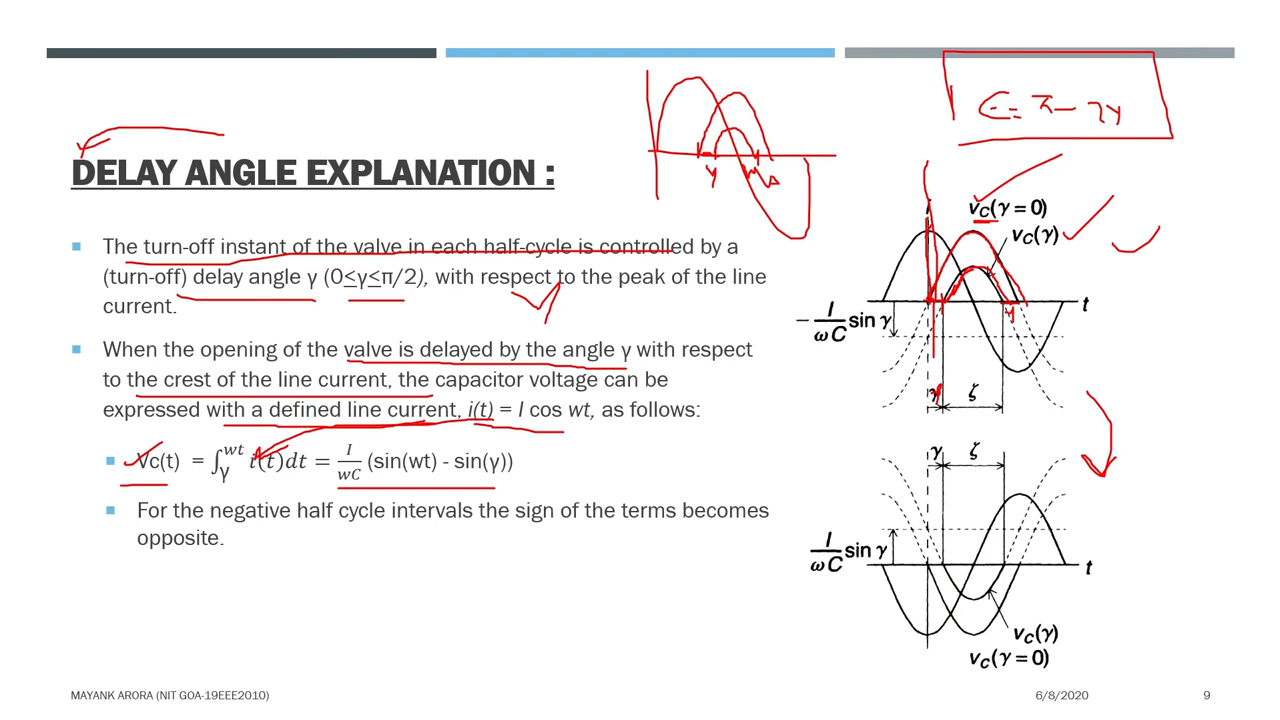 ϵ = π - 2γ
DELAY ANGLE EXPLANATION :
γ
The turn-off instant of the valve in each half-cycle is controlled by a
(turn-off) delay angle γ (0≤γ≤π/2), with respect to the peak of the line
current.
When the opening of the valve is delayed by the angle γ with respect
to the crest of the line current, the capacitor voltage can be
expressed with a defined line current, i(t) = I cos wt, as follows:
Vc(t) = ∫γ^wt i(t)dt = I/wC (sin(wt) - sin(γ))
For the negative half cycle intervals the sign of the terms becomes
opposite.
i
vC(γ = 0)
vC(γ)
t
- I/ωC sin γ
γ
γ ζ
γ ζ
I/ωC sin γ
t
vC(γ)
vC(γ = 0)
MAYANK ARORA (NIT GOA-19EEE2010)
6/8/2020
9